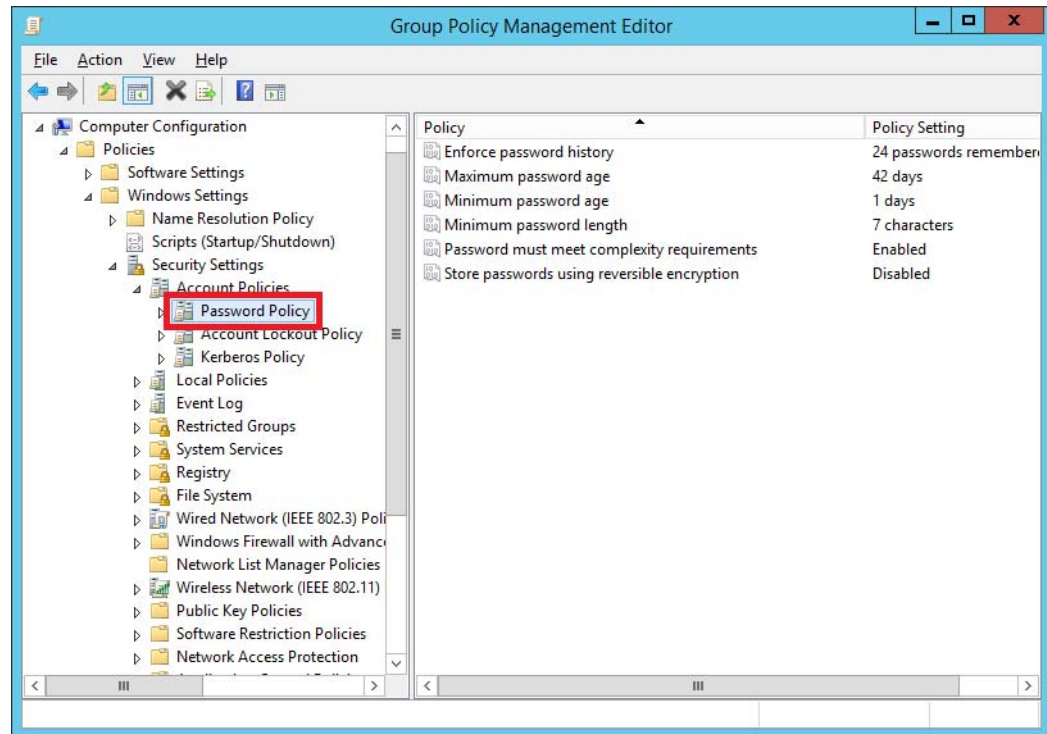 Group Policy Management Editor
File Action View Help
Computer Configuration
Policies
Software Settings
Windows Settings
Name Resolution Policy
Scripts (Startup/Shutdown)
Security Settings
Account Policies
Password Policy
Account Lockout Policy
Kerberos Policy
Local Policies
Event Log
Restricted Groups
System Services
Registry
File System
Wired Network (IEEE 802.3) Poli
Windows Firewall with Advanc
Network List Manager Policies
Wireless Network (IEEE 802.11)
Public Key Policies
Software Restriction Policies
Network Access Protection
Policy Policy Setting
Enforce password history 24 passwords remember
Maximum password age 42 days
Minimum password age 1 days
Minimum password length 7 characters
Password must meet complexity requirements Enabled
Store passwords using reversible encryption Disabled